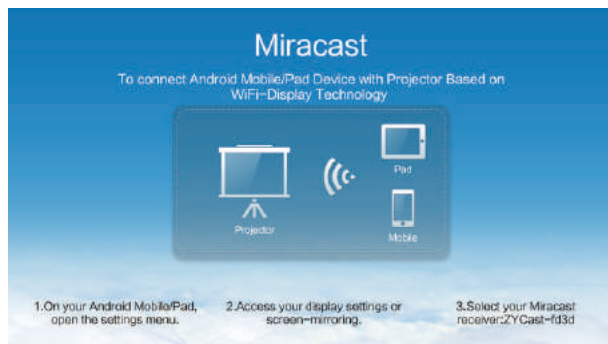 Miracast
To connect Android Mobile/Pad Device with Projector Based on
WiFi-Display Technology
Pad
Projector
Mobile
1.On your Android Mobile/Pad,
open the settings menu.
2.Access your display settings or
screen-mirroring.
3.Select your Miracast
receiver:ZYCast-fd3d